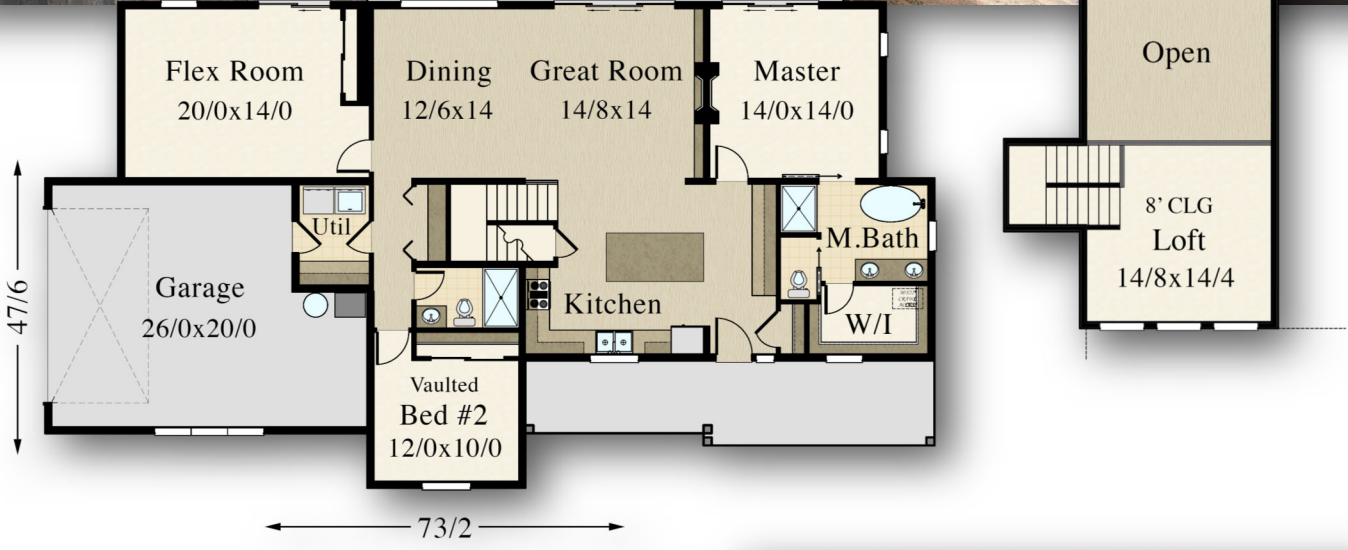 Flex Room
20/0x14/0
Dining
12/6x14
Great Room
14/8x14
Master
14/0x14/0
Open
Util
M.Bath
8' CLG
Loft
14/8x14/4
Garage
26/0x20/0
Kitchen
W/I
47/6
Vaulted
Bed #2
12/0x10/0
73/2